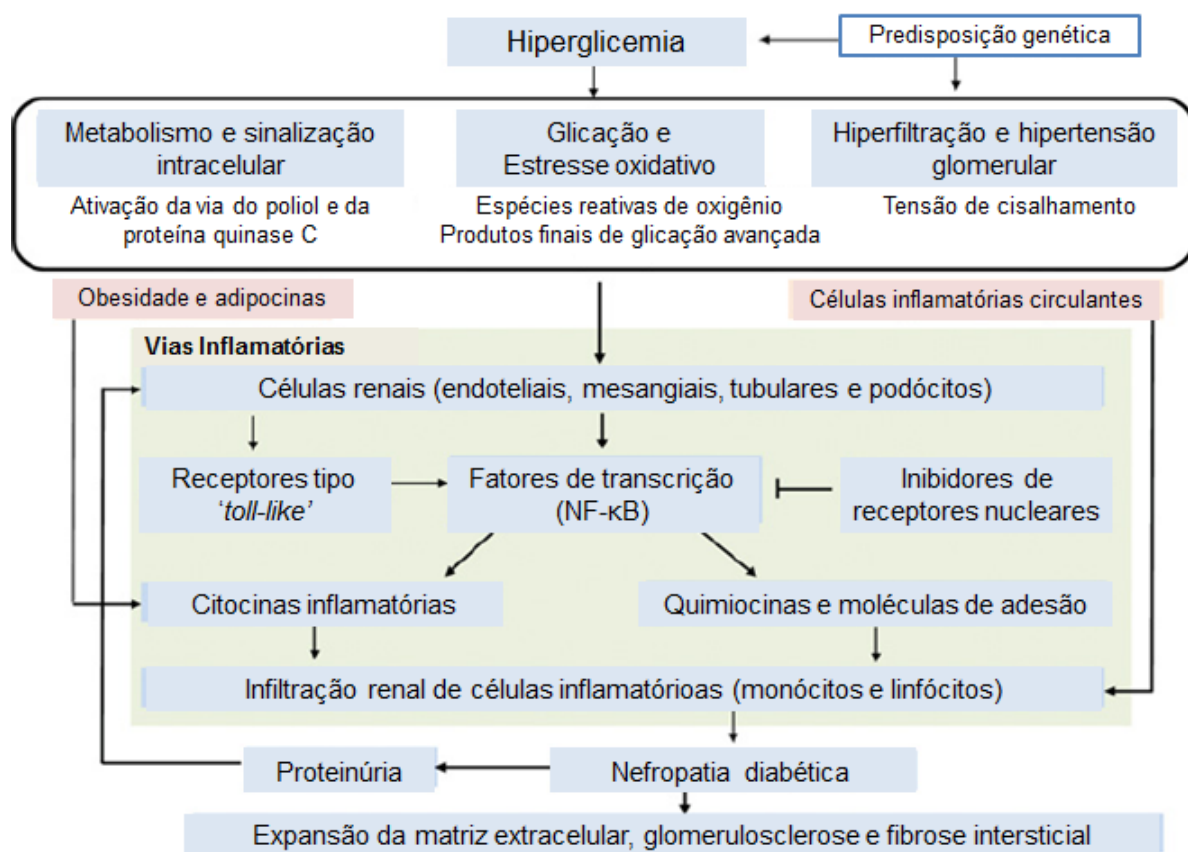 Hiperglicemia
Predisposição genética
Metabolismo e sinalização
intracelular
Ativação da via do poliol e da
proteína quinase C
Glicação e
Estresse oxidativo
Espécies reativas de oxigênio
Produtos finais de glicação avançada
Hiperfiltração e hipertensão
glomerular
Tensão de cisalhamento
Obesidade e adipocinas
Células inflamatórias circulantes
Vias Inflamatórias
Células renais (endoteliais, mesangiais, tubulares e podócitos)
Receptores tipo
‘toll-like’
Fatores de transcrição
(NF-κB)
Inibidores de
receptores nucleares
Citocinas inflamatórias
Quimiocinas e moléculas de adesão
Infiltração renal de células inflamatórioas (monócitos e linfócitos)
Proteinúria
Nefropatia diabética
Expansão da matriz extracelular, glomerulosclerose e fibrose intersticial